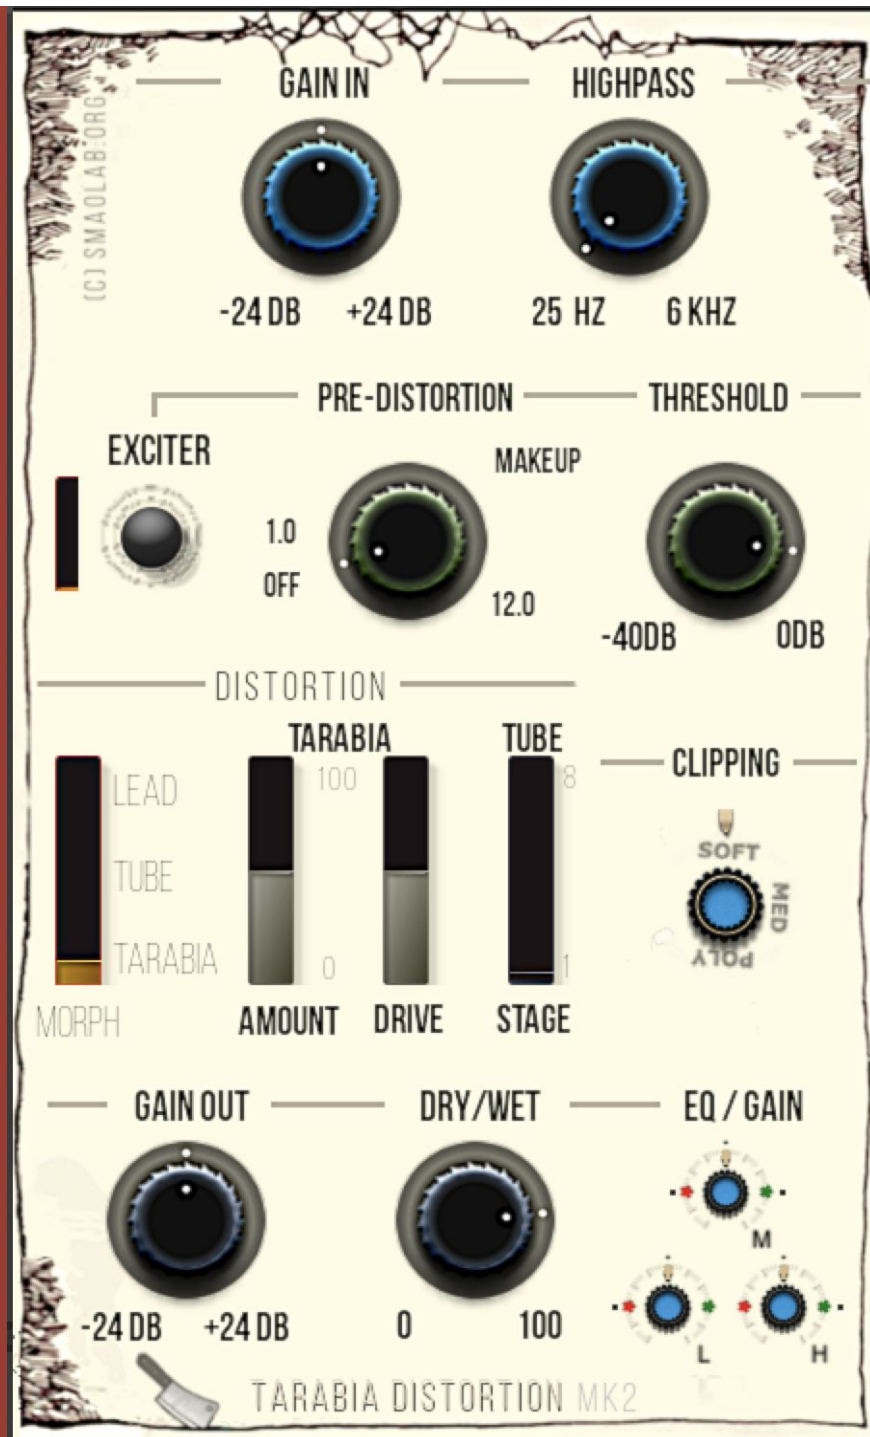 GAIN IN
HIGHPASS
(C) SMAOLAB.ORG
-24 DB
+24 DB
25 HZ
6 KHZ
PRE-DISTORTION
THRESHOLD
EXCITER
MAKEUP
1.0
OFF
12.0
-40DB
0DB
DISTORTION
TARABIA
TUBE
CLIPPING
LEAD
100
8
TUBE
SOFT
MED
POLY
TARABIA
0
1
MORPH
AMOUNT
DRIVE
STAGE
GAIN OUT
DRY/WET
EQ / GAIN
M
-24 DB
+24 DB
0
100
L
H
TARABIA DISTORTION MK2